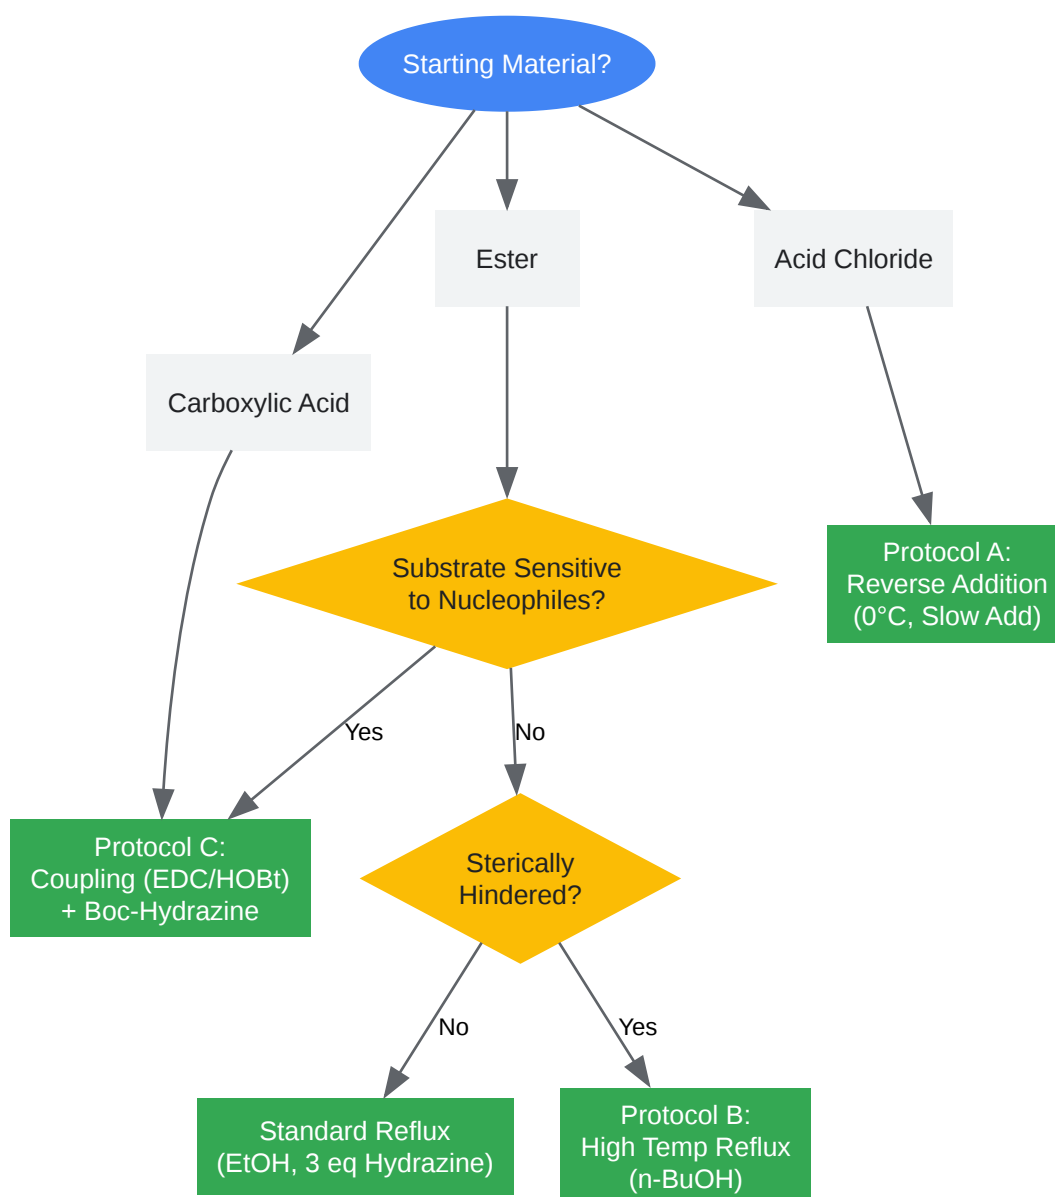 Starting Material?
Ester
Acid Chloride
Carboxylic Acid
Substrate Sensitive
to Nucleophiles?
Protocol A:
Reverse Addition
(0°C, Slow Add)
Yes
No
Protocol C:
Coupling (EDC/HOBt)
+ Boc-Hydrazine
Sterically
Hindered?
No
Yes
Standard Reflux
(EtOH, 3 eq Hydrazine)
Protocol B:
High Temp Reflux
(n-BuOH)